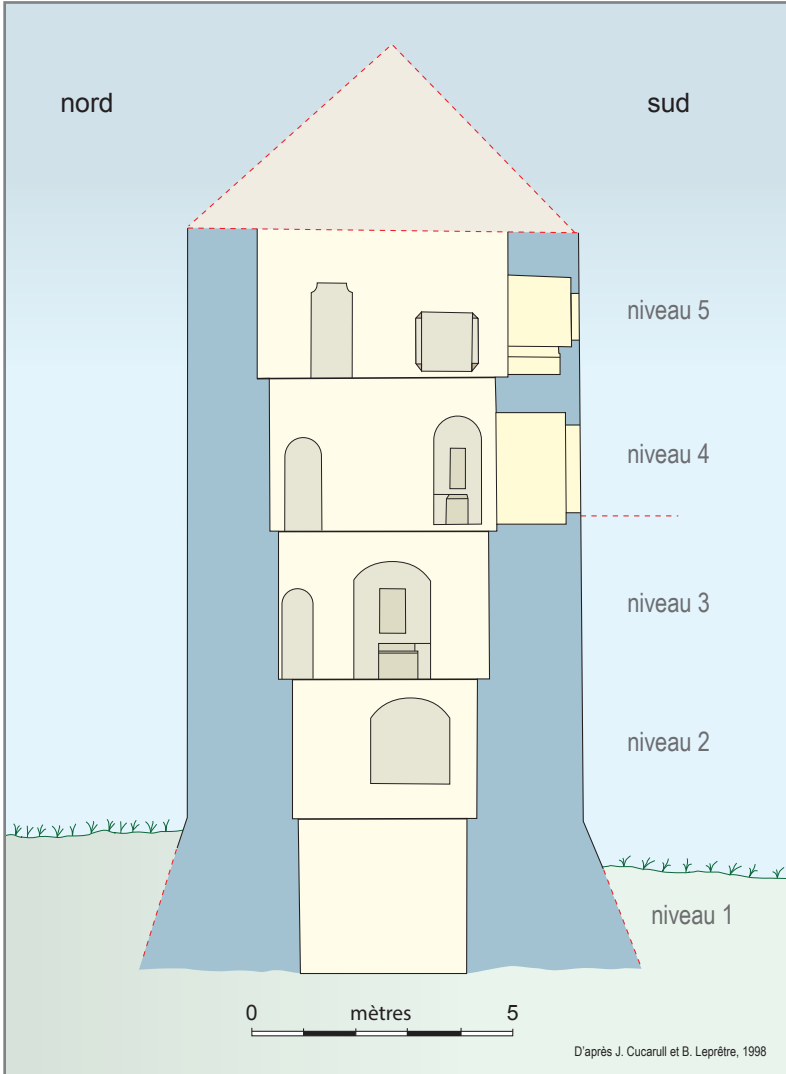 nord
sud
niveau 5
niveau 4
niveau 3
niveau 2
niveau 1
0 mètres 5
D'après J. Cucarull et B. Leprêtre, 1998